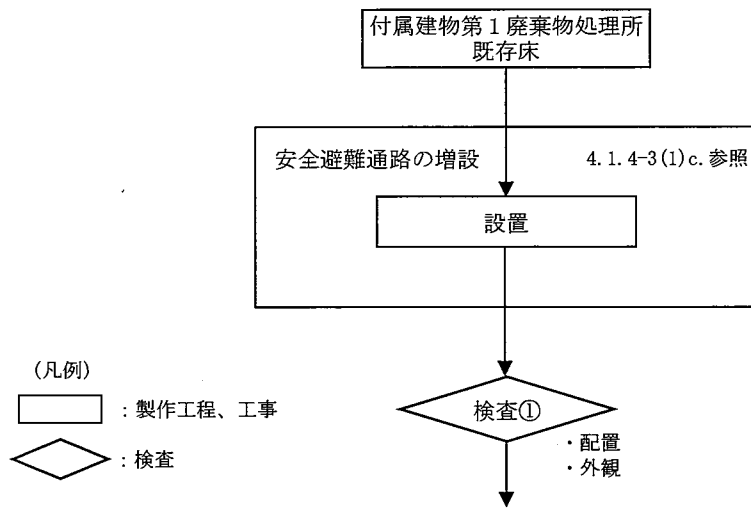 付属建物第1廃棄物処理所
既存床
安全避難通路の増設 4.1.4-3(1)c.参照
設置
(凡例)
：製作工程、工事
：検査
検査①
・配置
・外観